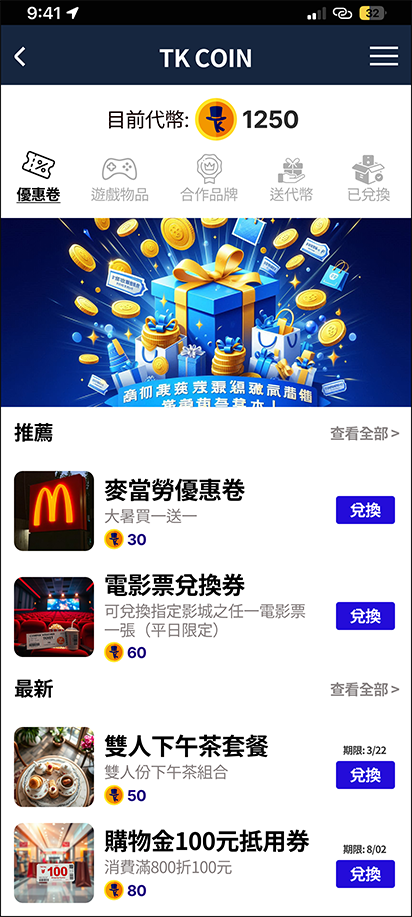 9:41
32
TK COIN
目前代幣: 1250
優惠卷 遊戲物品 合作品牌 送代幣 已兌換
推薦 查看全部 >
麥當勞優惠卷
大暑買一送一
30
兌換
電影票兌換券
可兌換指定影城之任一電影票
一張（平日限定）
60
兌換
最新 查看全部 >
雙人下午茶套餐
雙人份下午茶組合
50
期限: 3/22
兌換
購物金100元抵用券
消費滿800折100元
80
期限: 8/02
兌換
100